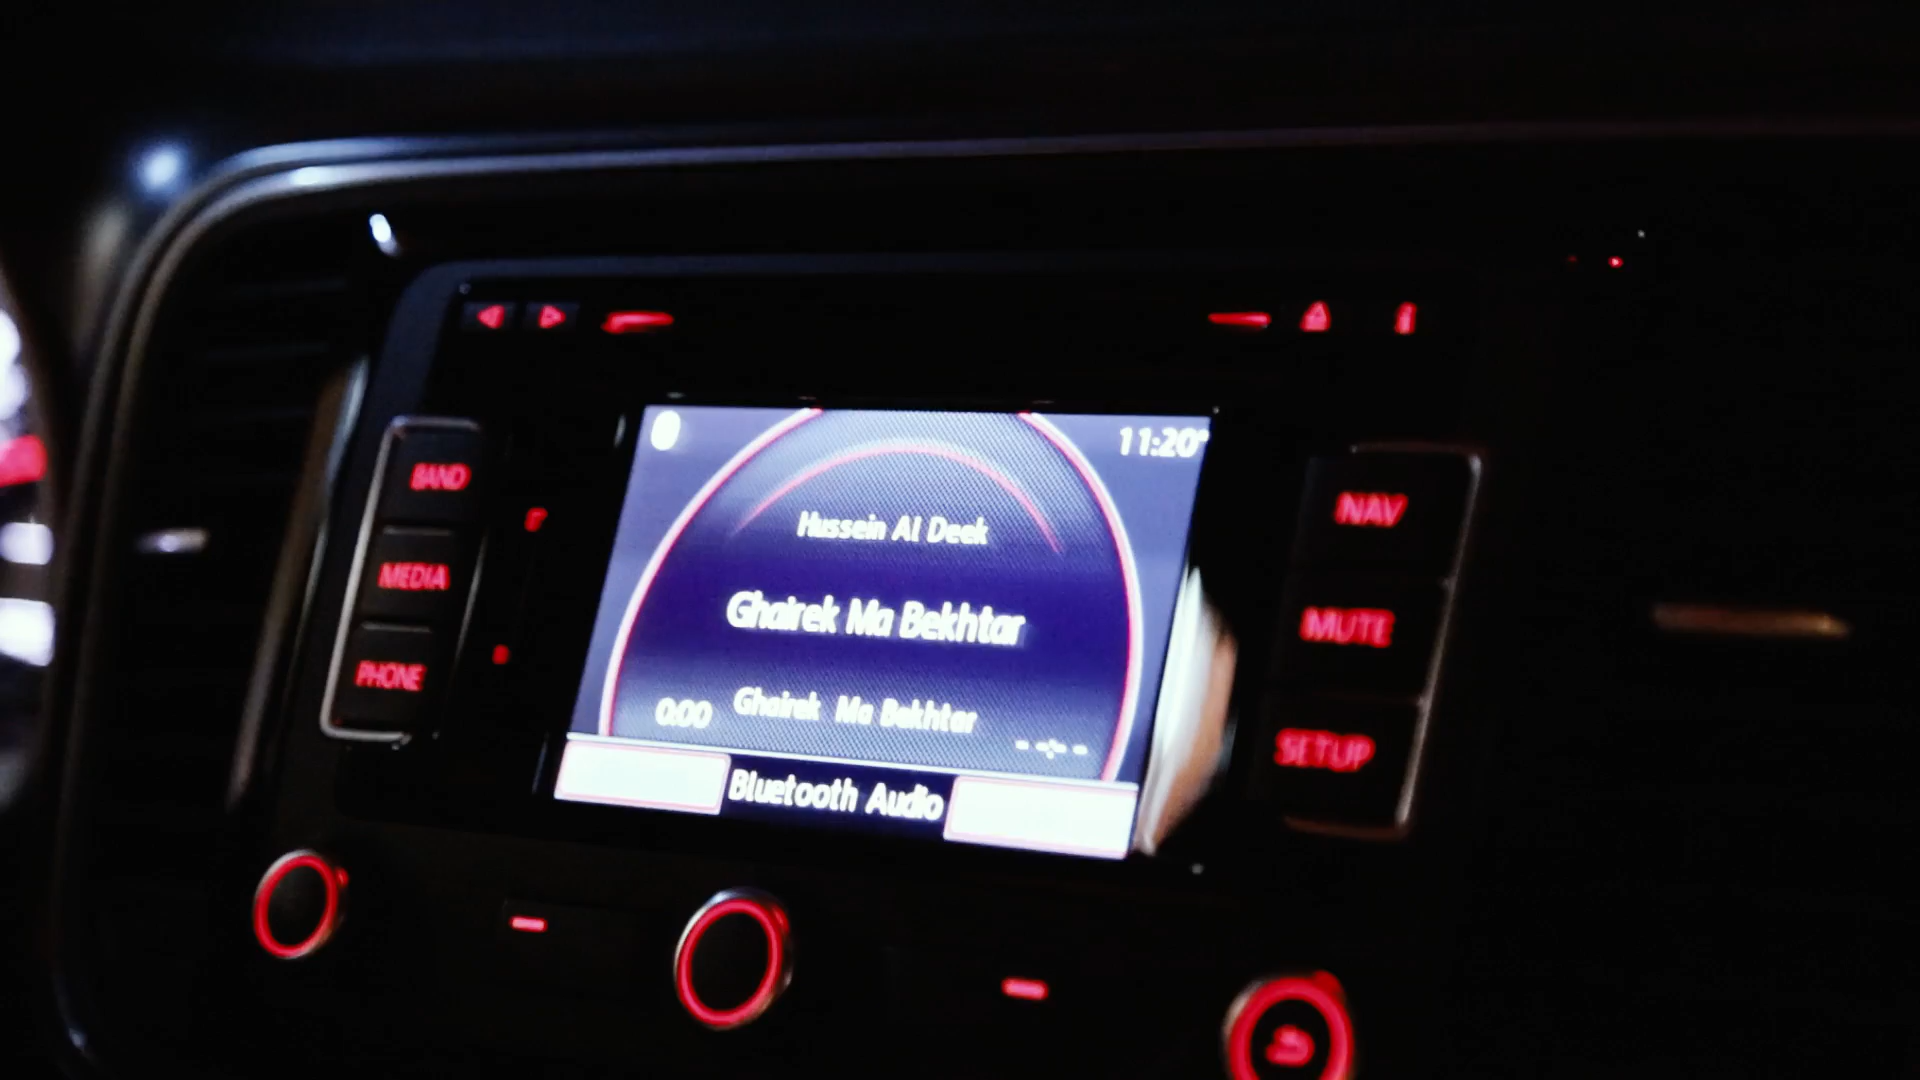 11:20
BAND
Hussein Al Deek
NAV
MEDIA
Ghairek Ma Bekhtar
MUTE
PHONE
0:00 Ghairek Ma Bekhtar
SETUP
Bluetooth Audio